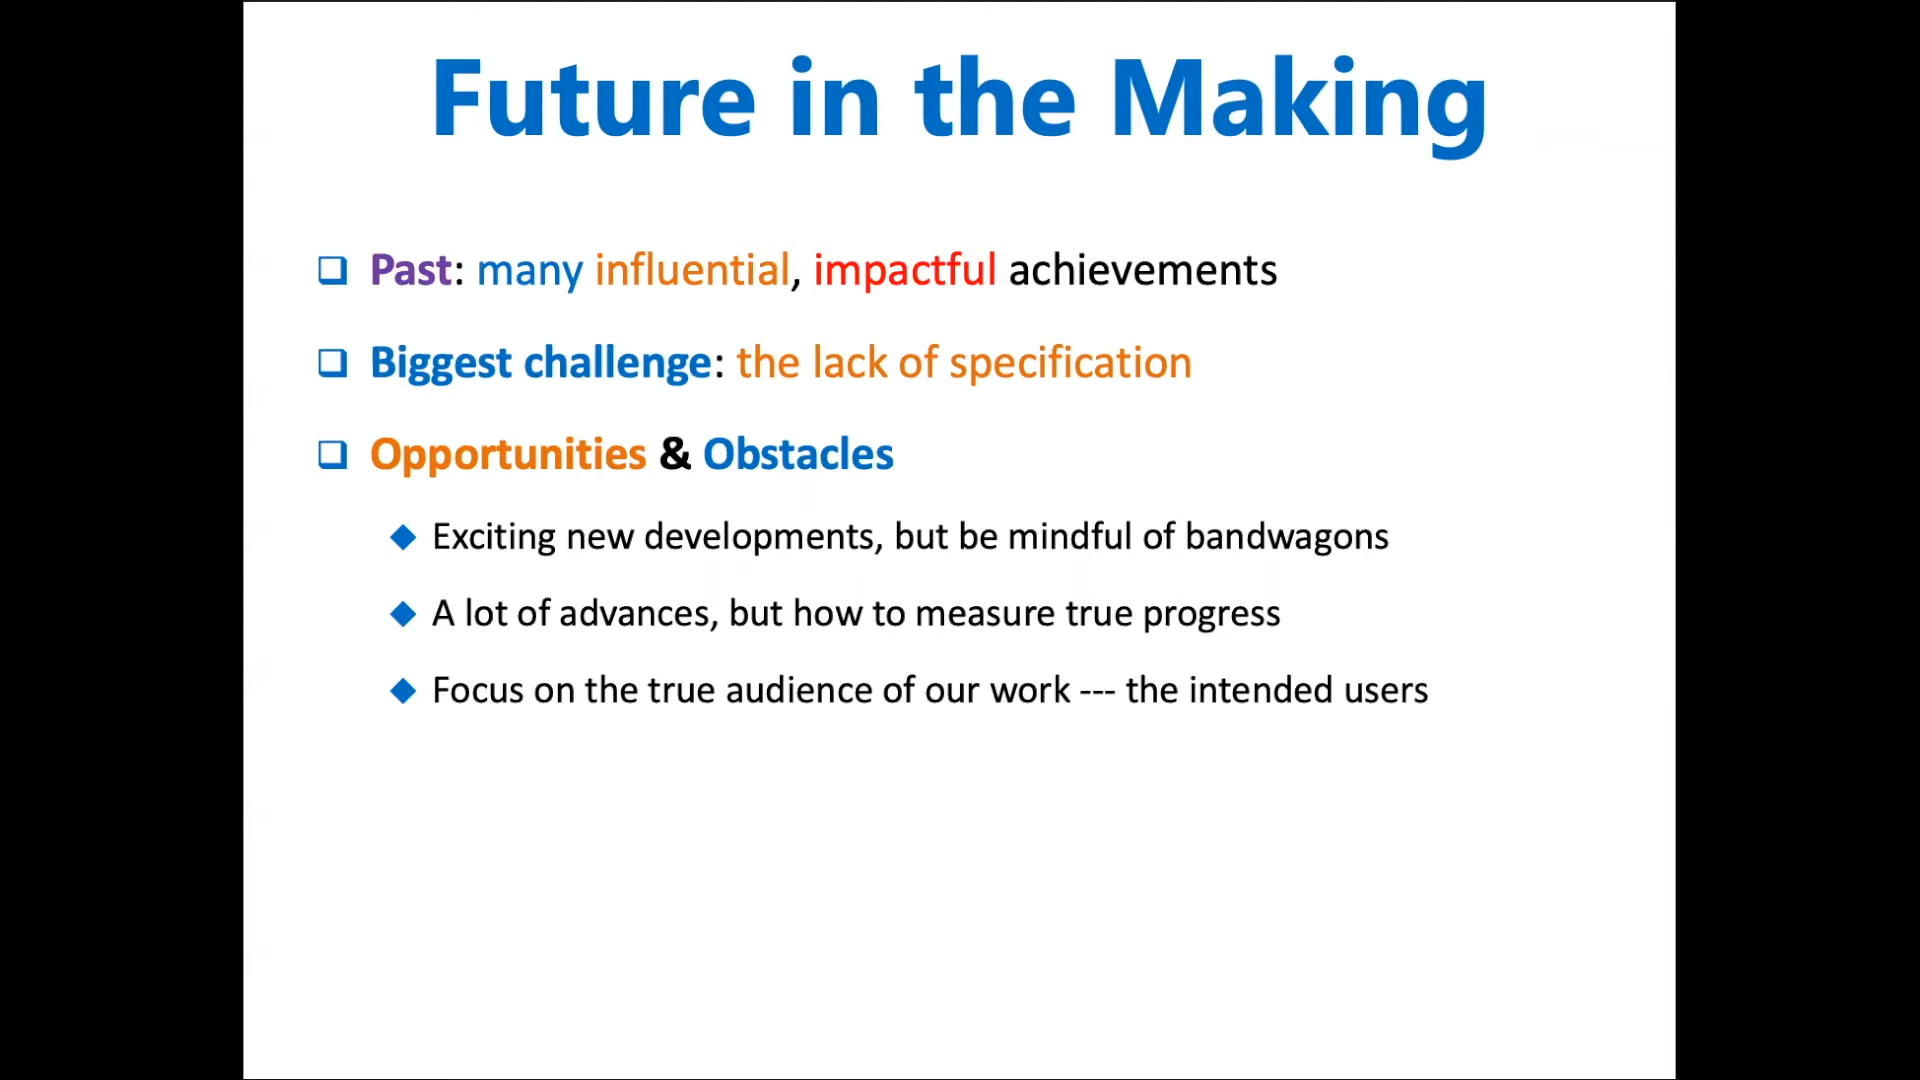 Future in the Making
Past: many influential, impactful achievements
Biggest challenge: the lack of specification
Opportunities & Obstacles
Exciting new developments, but be mindful of bandwagons
A lot of advances, but how to measure true progress
Focus on the true audience of our work --- the intended users